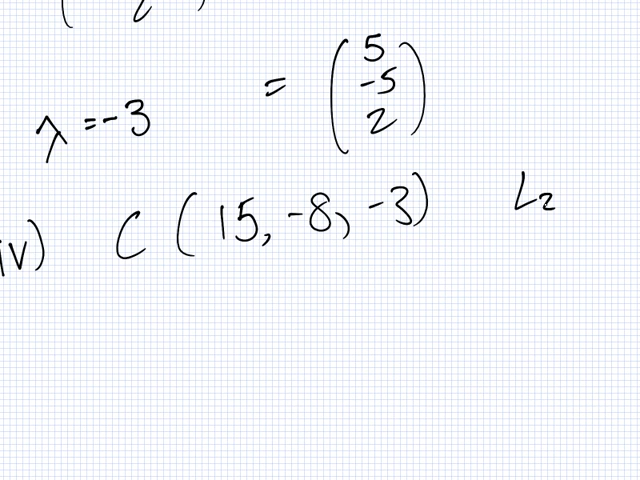 = ( 5
-5
2 )
λ = -3
iv) C (15, -8, -3) L2